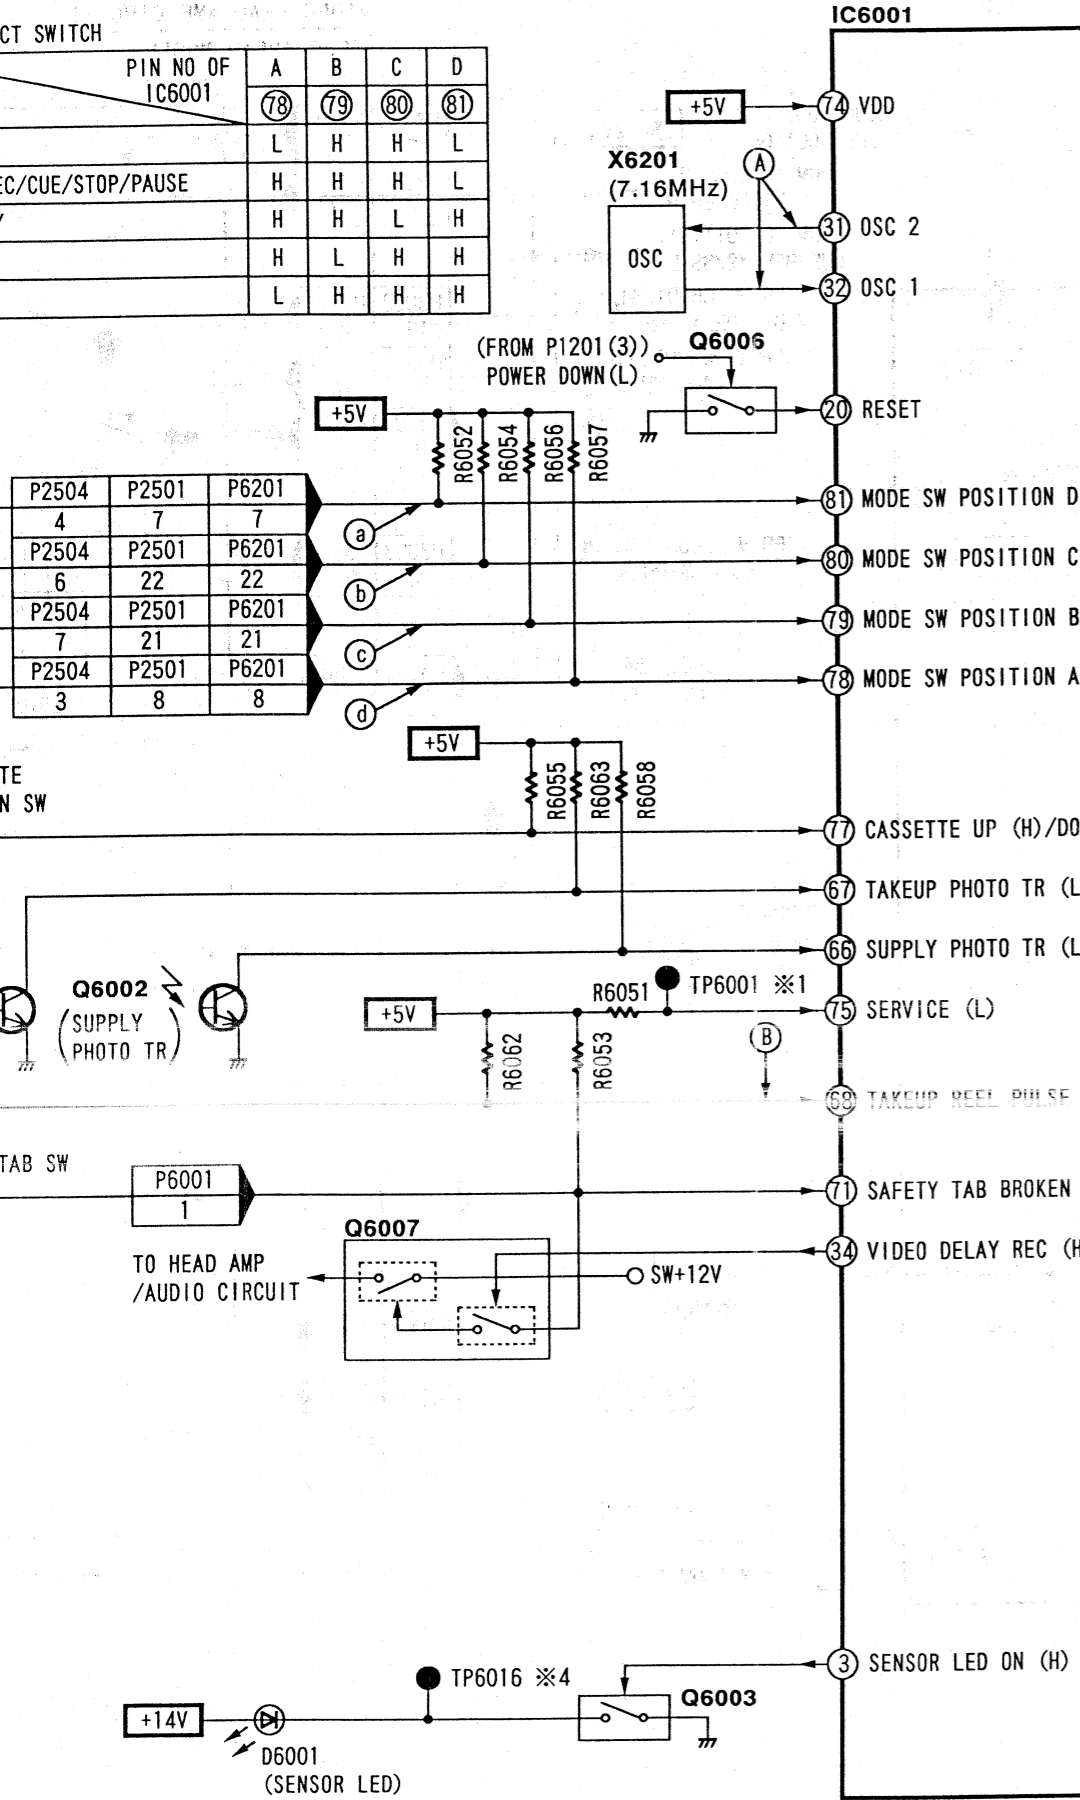 IC6001
CT SWITCH
PIN NO OF IC6001 A B C D
78 79 80 81
L H H L
EC/CUE/STOP/PAUSE H H H L
H H L H
H L H H
L H H H
+5V 74 VDD
X6201
(7.16MHz)
A
OSC
31 OSC 2
32 OSC 1
(FROM P1201(3))
POWER DOWN(L)
Q6006
20 RESET
+5V
R6052 R6054 R6056 R6057
P2504 P2501 P6201
4 7 7
a
81 MODE SW POSITION D
P2504 P2501 P6201
6 22 22
b
80 MODE SW POSITION C
P2504 P2501 P6201
7 21 21
c
79 MODE SW POSITION B
P2504 P2501 P6201
3 8 8
d
78 MODE SW POSITION A
+5V
R6055 R6063 R6058
TE
N SW
77 CASSETTE UP (H)/DO
67 TAKEUP PHOTO TR (L
66 SUPPLY PHOTO TR (L
Q6002
(SUPPLY
PHOTO TR)
+5V
R6051
TP6001 ※1
75 SERVICE (L)
R6062 R6053
B
68 TAKEUP REEL PULSE
TAB SW
P6001
1
71 SAFETY TAB BROKEN
Q6007
34 VIDEO DELAY REC (H
TO HEAD AMP
/AUDIO CIRCUIT
SW+12V
3 SENSOR LED ON (H)
TP6016 ※4
Q6003
+14V
D6001
(SENSOR LED)